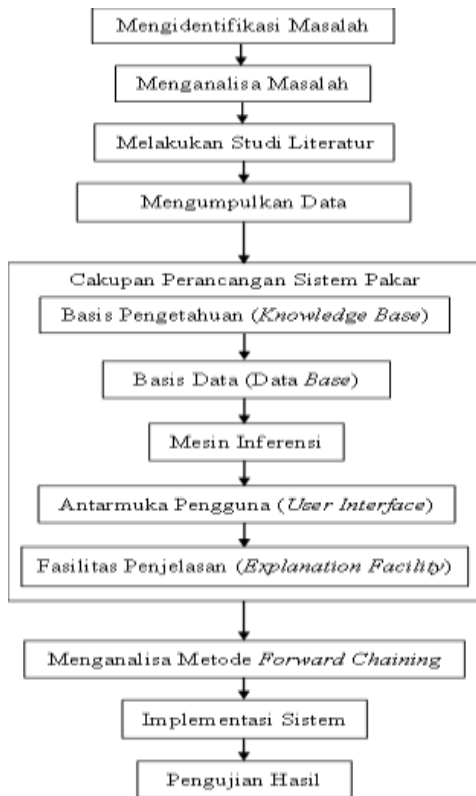 Mengidentifikasi Masalah
Menganalisa Masalah
Melakukan Studi Literatur
Mengumpulkan Data
Cakupan Perancangan Sistem Pakar
Basis Pengetahuan (Knowledge Base)
Basis Data (Data Base)
Mesin Inferensi
Antarmuka Pengguna (User Interface)
Fasilitas Penjelasan (Explanation Facility)
Menganalisa Metode Forward Chaining
Implementasi Sistem
Pengujian Hasil